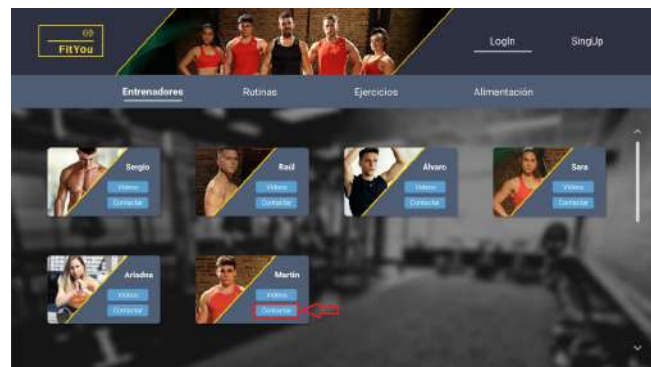 FitYou
LogIn
SingUp
Entrenadores
Rutinas
Ejercicios
Alimentación
Sergio
Videos
Contactar
Raúl
Videos
Contactar
Álvaro
Videos
Contactar
Sara
Videos
Contactar
Ariadna
Videos
Contactar
Martín
Videos
Contactar